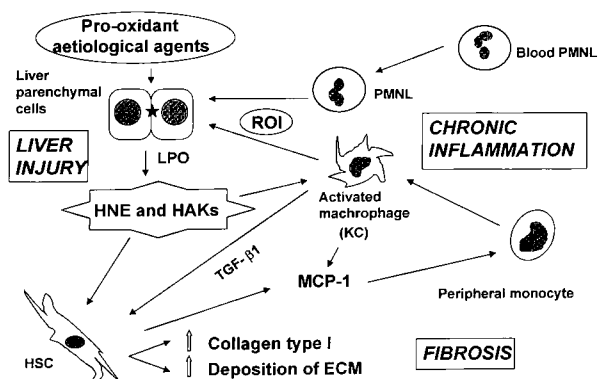 Pro-oxidant
aetiological agents
Blood PMNL
Liver
parenchymal
cells
PMNL
ROI
LIVER
INJURY
LPO
CHRONIC
INFLAMMATION
HNE and HAKs
Activated
machrophage
(KC)
TGF-β1
MCP-1
Peripheral monocyte
HSC
⇧ Collagen type I
⇧ Deposition of ECM
FIBROSIS